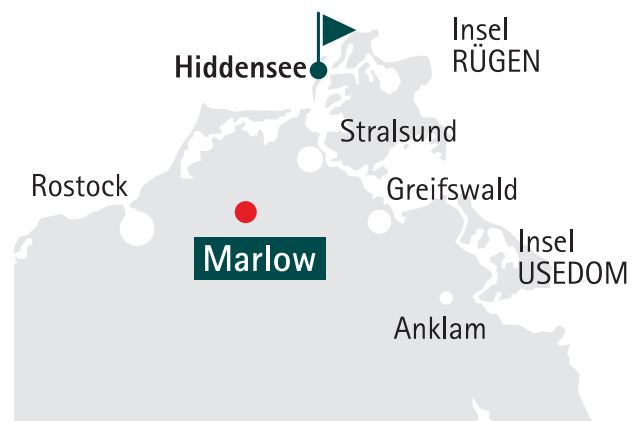 Insel
RÜGEN
Hiddensee
Stralsund
Rostock
Greifswald
Marlow
Insel
USEDOM
Anklam